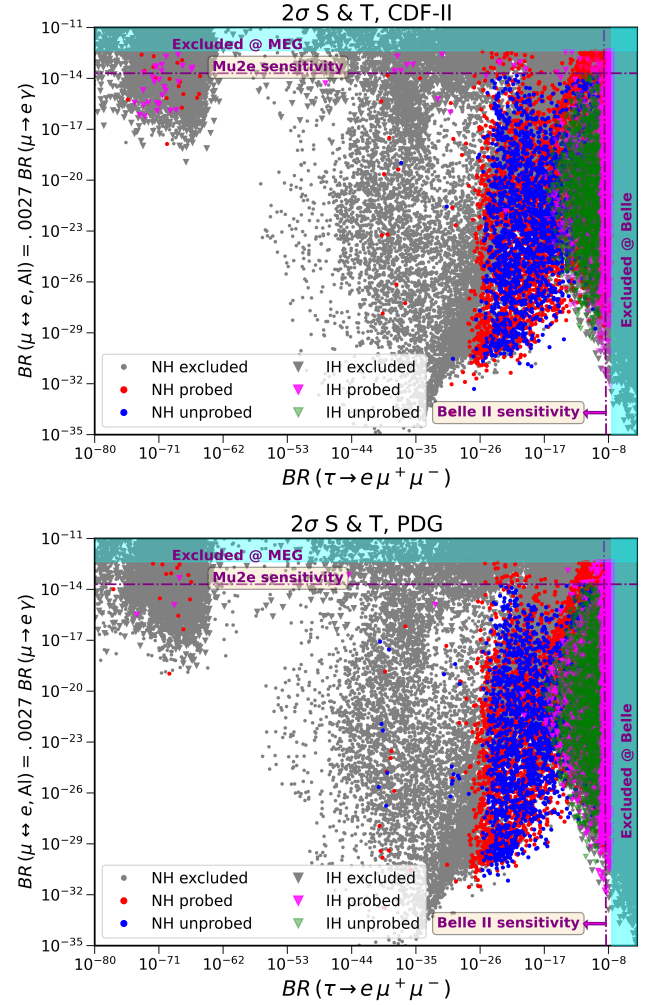 2σ S & T, CDF-II
BR (μ ↔ e, Al) = .0027 BR (μ→e γ)
10⁻¹¹
10⁻¹⁴
10⁻¹⁷
10⁻²⁰
10⁻²³
10⁻²⁶
10⁻²⁹
10⁻³²
10⁻³⁵
Excluded @ MEG
Mu2e sensitivity
Excluded @ Belle
NH excluded
NH probed
NH unprobed
IH excluded
IH probed
IH unprobed
Belle II sensitivity
10⁻⁸⁰ 10⁻⁷¹ 10⁻⁶² 10⁻⁵³ 10⁻⁴⁴ 10⁻³⁵ 10⁻²⁶ 10⁻¹⁷ 10⁻⁸
BR (τ→e μ⁺ μ⁻)
2σ S & T, PDG
BR (μ ↔ e, Al) = .0027 BR (μ→e γ)
10⁻¹¹
10⁻¹⁴
10⁻¹⁷
10⁻²⁰
10⁻²³
10⁻²⁶
10⁻²⁹
10⁻³²
10⁻³⁵
Excluded @ MEG
Mu2e sensitivity
Excluded @ Belle
NH excluded
NH probed
NH unprobed
IH excluded
IH probed
IH unprobed
Belle II sensitivity
10⁻⁸⁰ 10⁻⁷¹ 10⁻⁶² 10⁻⁵³ 10⁻⁴⁴ 10⁻³⁵ 10⁻²⁶ 10⁻¹⁷ 10⁻⁸
BR (τ→e μ⁺ μ⁻)